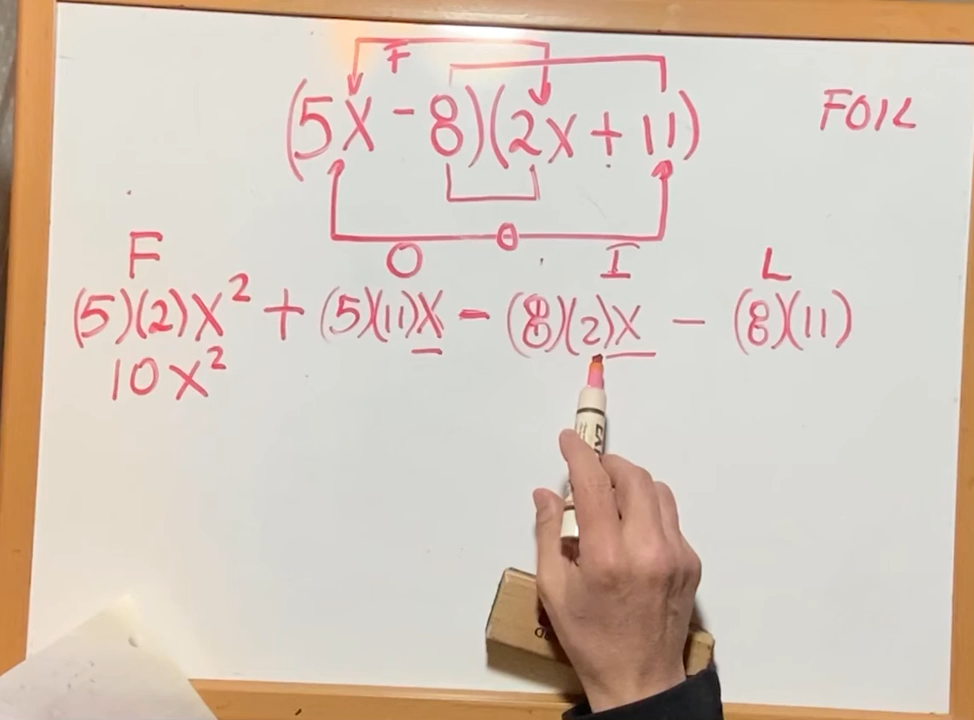 F
(5x - 8)(2x + 11) FOIL
F O I L
(5)(2)x² + (5)(11)x - (8)(2)x - (8)(11)
10x²